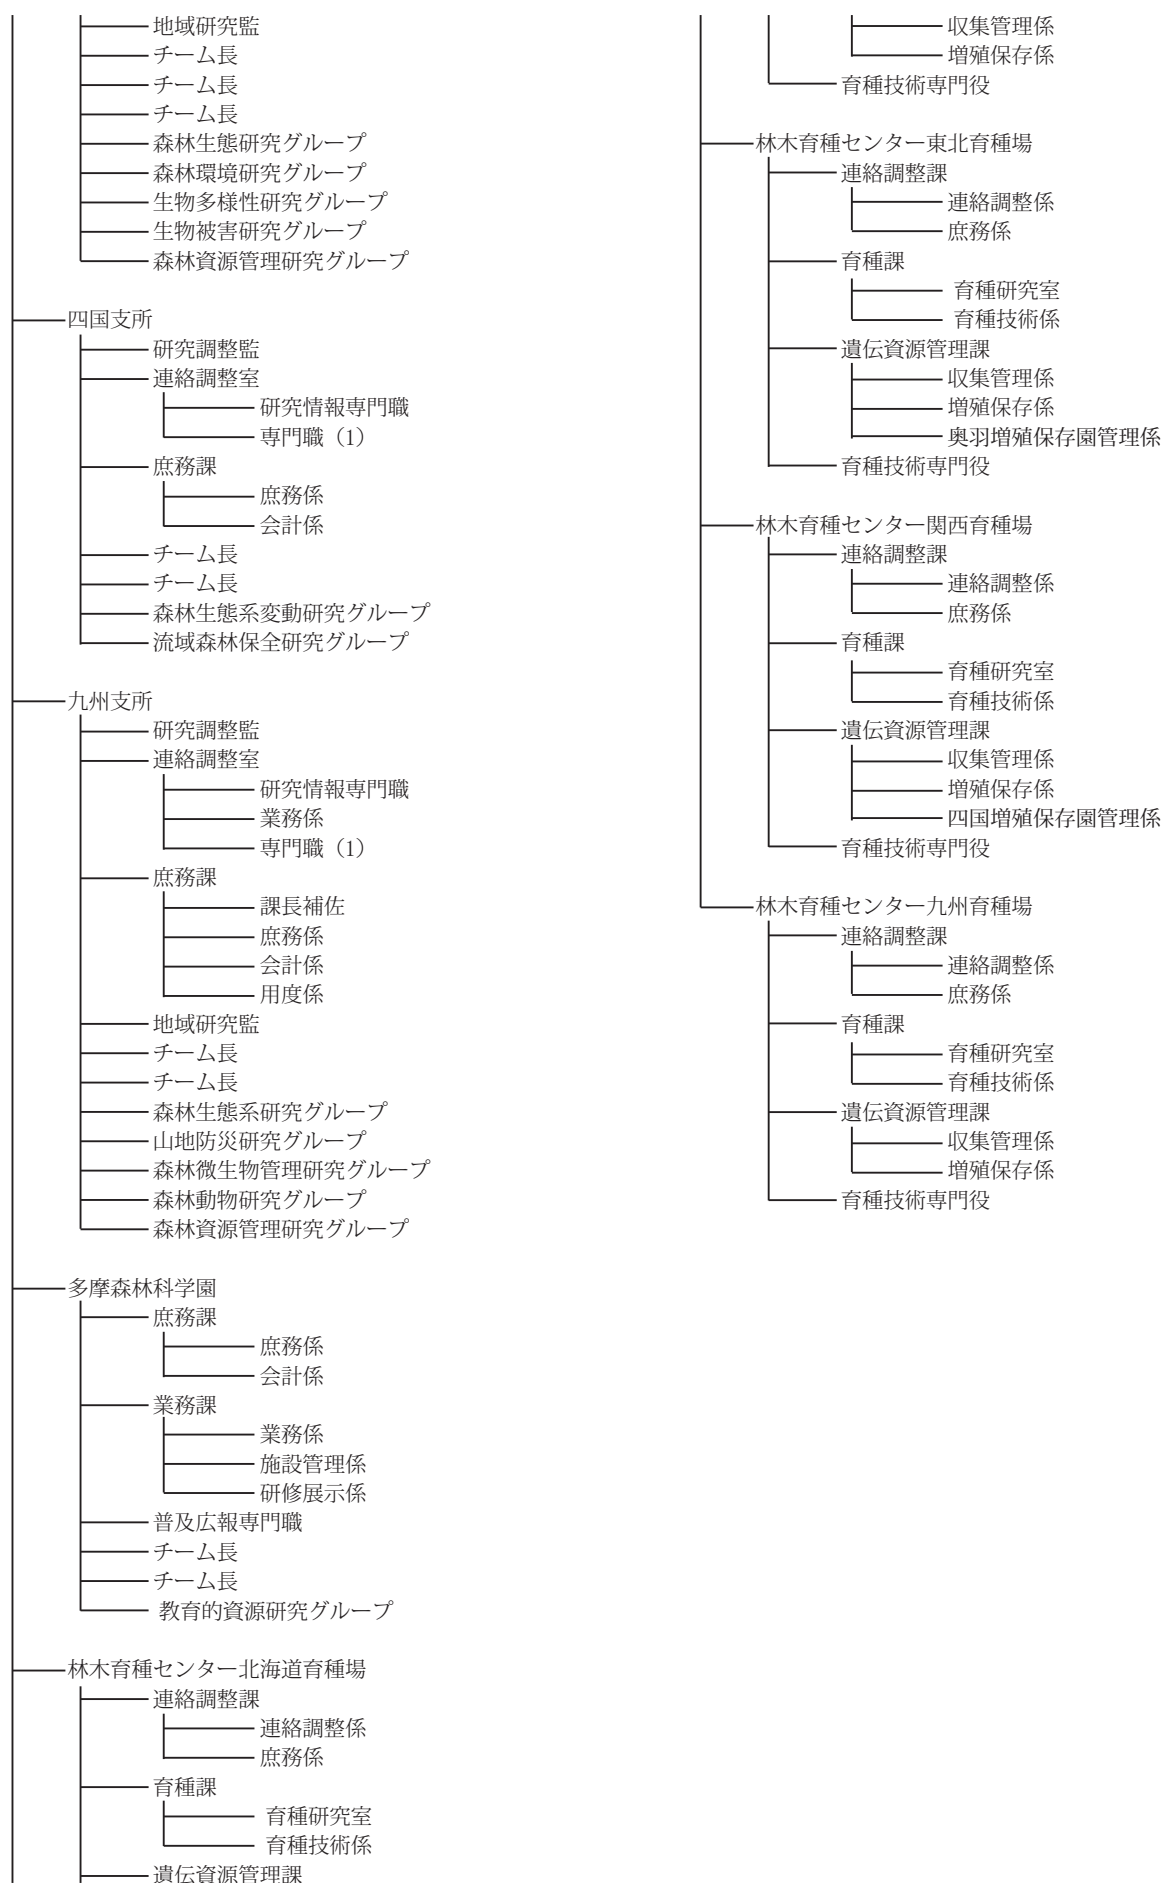 地域研究監
チーム長
チーム長
チーム長
森林生態研究グループ
森林環境研究グループ
生物多様性研究グループ
生物被害研究グループ
森林資源管理研究グループ
四国支所
研究調整監
連絡調整室
研究情報専門職
専門職（1）
庶務課
庶務係
会計係
チーム長
チーム長
森林生態系変動研究グループ
流域森林保全研究グループ
九州支所
研究調整監
連絡調整室
研究情報専門職
業務係
専門職（1）
庶務課
課長補佐
庶務係
会計係
用度係
地域研究監
チーム長
チーム長
森林生態系研究グループ
山地防災研究グループ
森林微生物管理研究グループ
森林動物研究グループ
森林資源管理研究グループ
多摩森林科学園
庶務課
庶務係
会計係
業務課
業務係
施設管理係
研修展示係
普及広報専門職
チーム長
チーム長
教育的資源研究グループ
林木育種センター北海道育種場
連絡調整課
連絡調整係
庶務係
育種課
育種研究室
育種技術係
遺伝資源管理課
収集管理係
増殖保存係
育種技術専門役
林木育種センター東北育種場
連絡調整課
連絡調整係
庶務係
育種課
育種研究室
育種技術係
遺伝資源管理課
収集管理係
増殖保存係
奥羽増殖保存園管理係
育種技術専門役
林木育種センター関西育種場
連絡調整課
連絡調整係
庶務係
育種課
育種研究室
育種技術係
遺伝資源管理課
収集管理係
増殖保存係
四国増殖保存園管理係
育種技術専門役
林木育種センター九州育種場
連絡調整課
連絡調整係
庶務係
育種課
育種研究室
育種技術係
遺伝資源管理課
収集管理係
増殖保存係
育種技術専門役